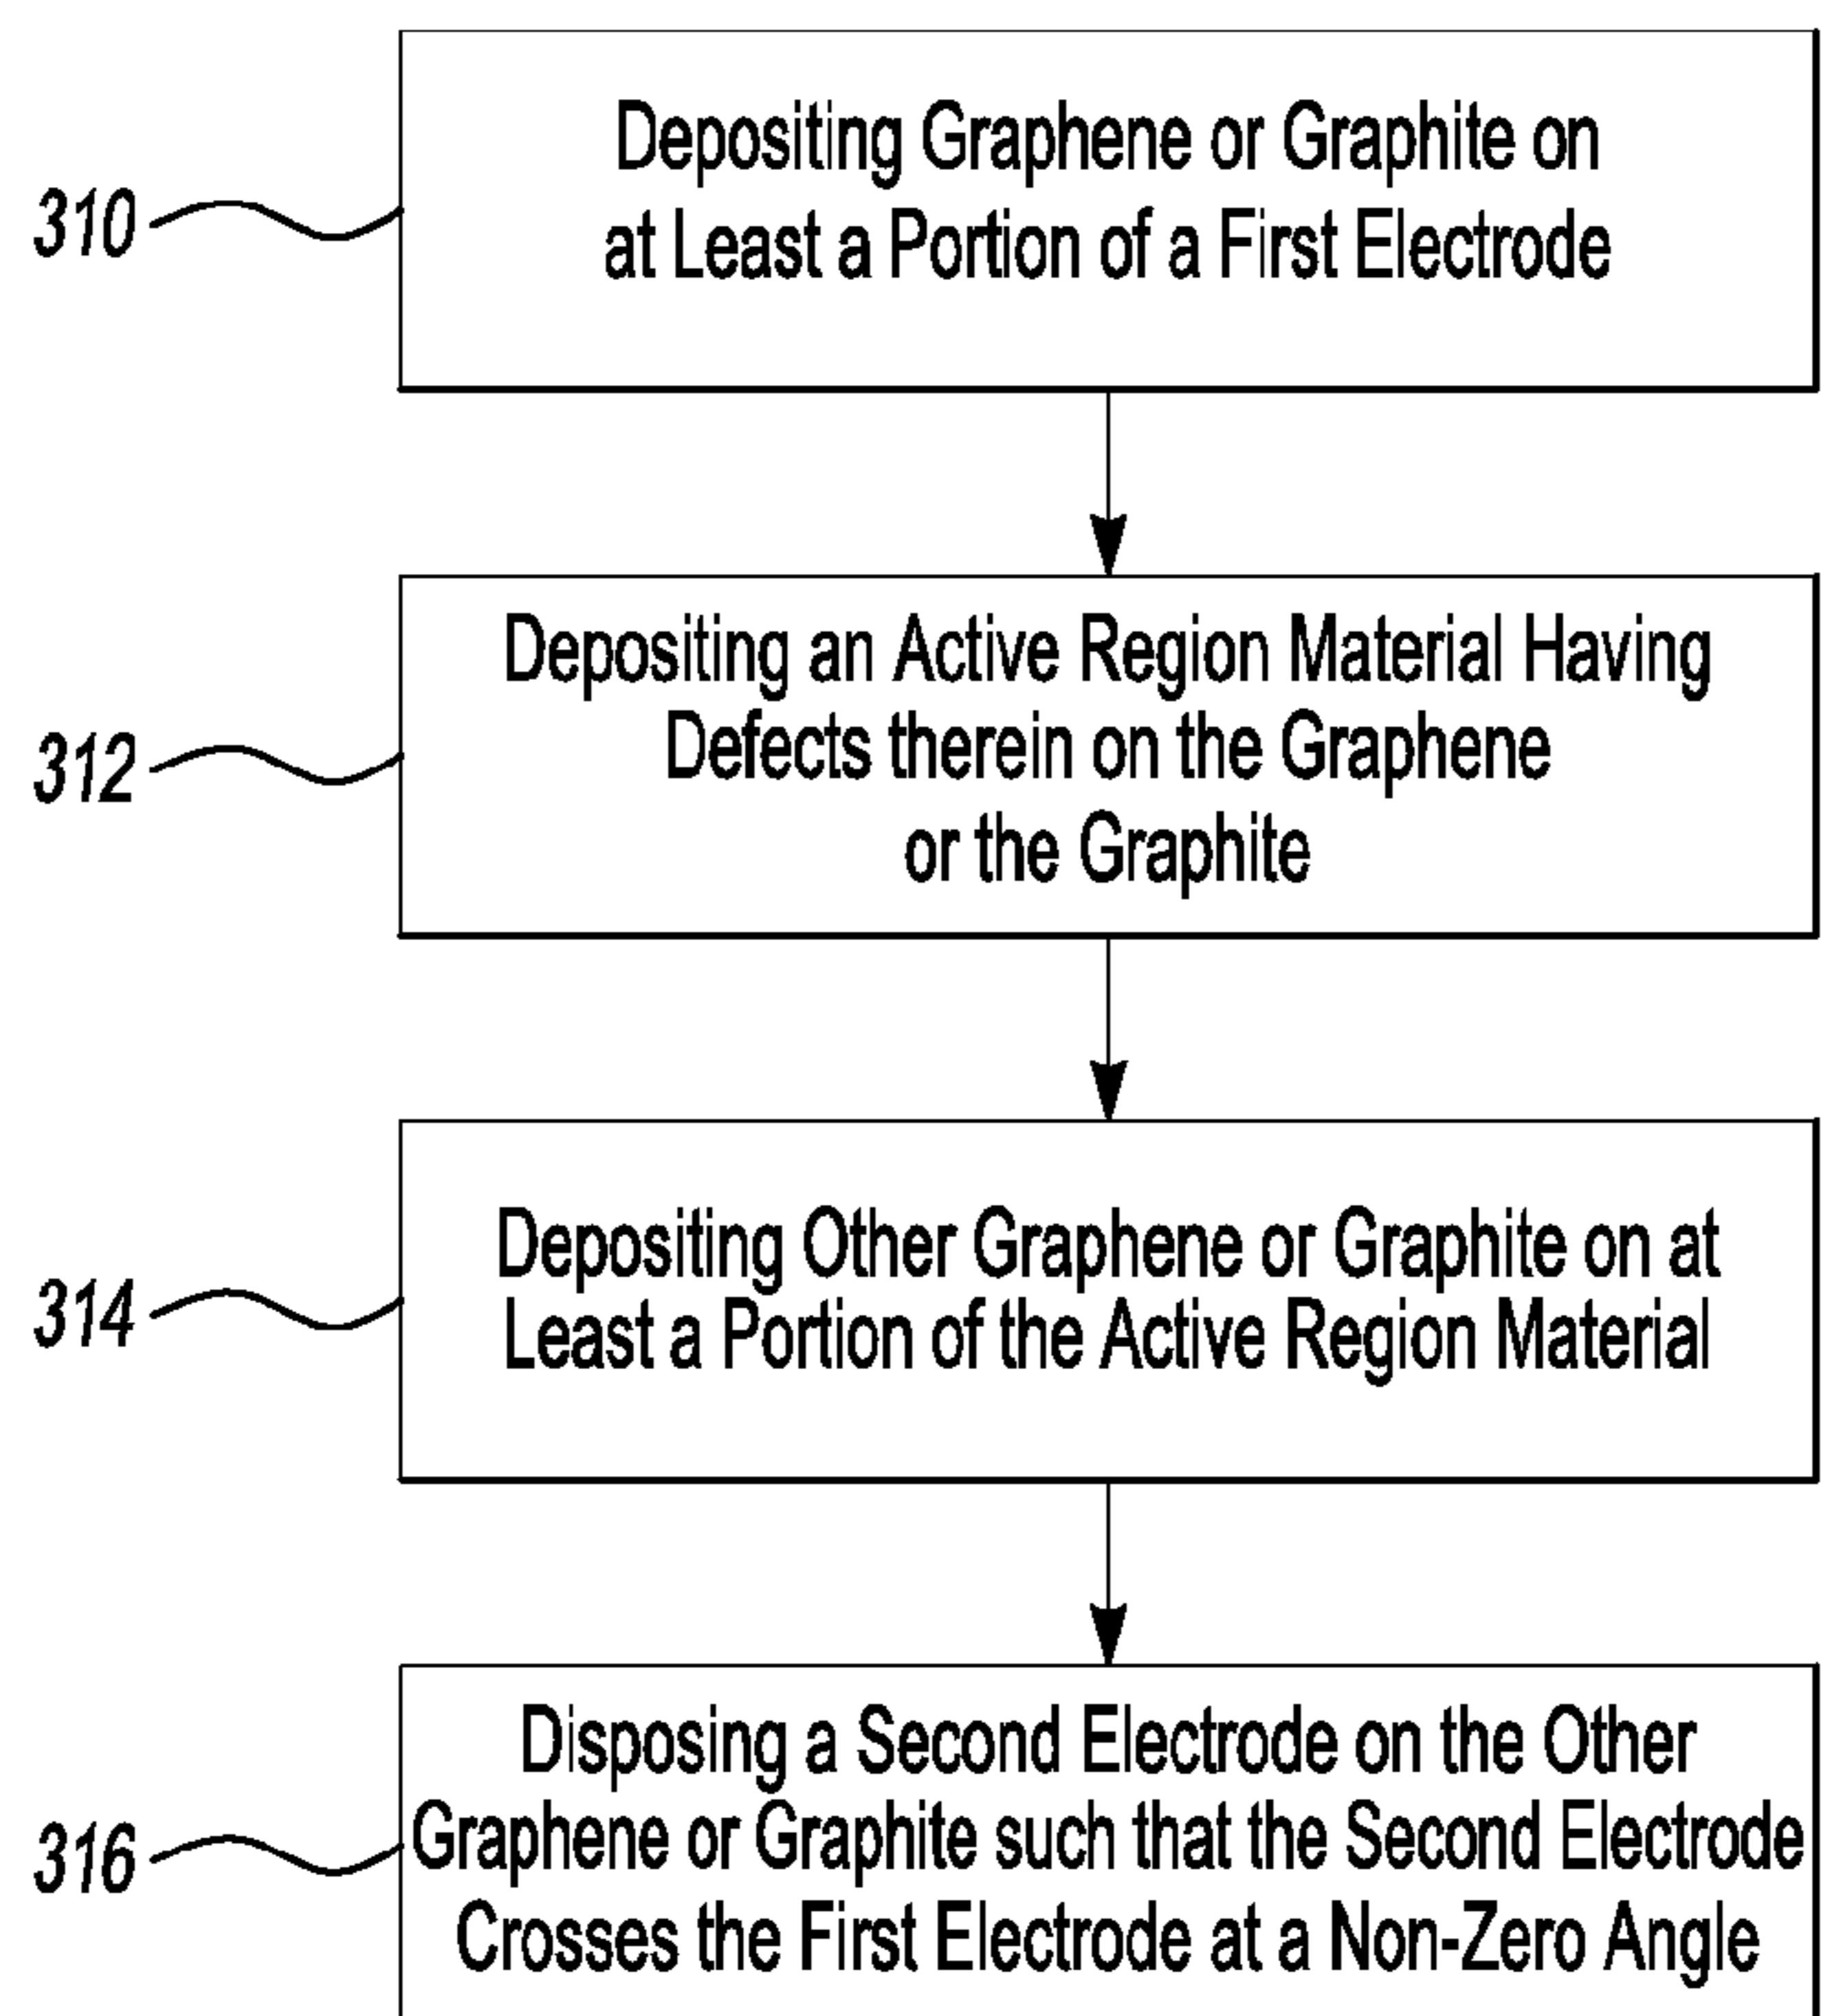 310
Depositing Graphene or Graphite on
at Least a Portion of a First Electrode
312
Depositing an Active Region Material Having
Defects therein on the Graphene
or the Graphite
314
Depositing Other Graphene or Graphite on at
Least a Portion of the Active Region Material
316
Disposing a Second Electrode on the Other
Graphene or Graphite such that the Second Electrode
Crosses the First Electrode at a Non-Zero Angle